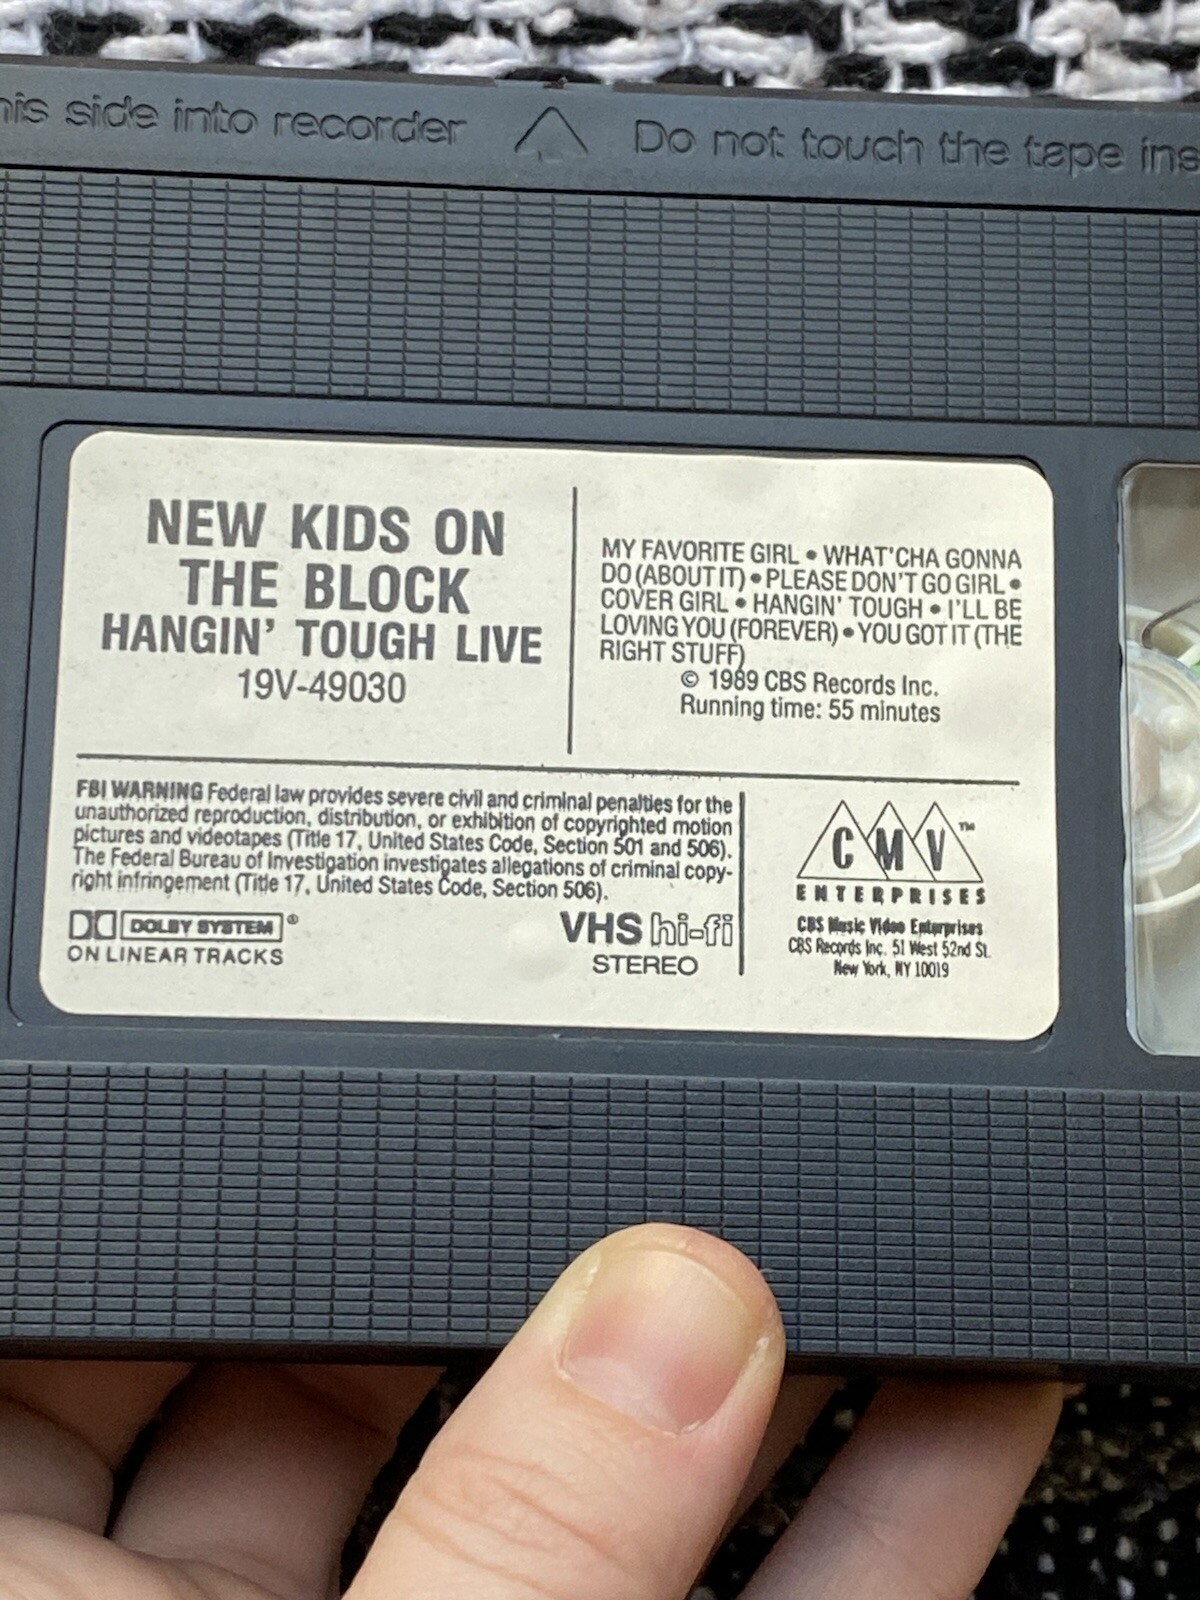 his side into recorder Do not touch the tape ins
NEW KIDS ON
THE BLOCK
HANGIN' TOUGH LIVE
19V-49030
MY FAVORITE GIRL • WHAT'CHA GONNA
DO (ABOUT IT) • PLEASE DON'T GO GIRL •
COVER GIRL • HANGIN' TOUGH • I'LL BE
LOVING YOU (FOREVER) • YOU GOT IT (THE
RIGHT STUFF)
© 1989 CBS Records Inc.
Running time: 55 minutes
FBI WARNING Federal law provides severe civil and criminal penalties for the
unauthorized reproduction, distribution, or exhibition of copyrighted motion
pictures and videotapes (Title 17, United States Code, Section 501 and 506).
The Federal Bureau of Investigation investigates allegations of criminal copy-
right infringement (Title 17, United States Code, Section 506).
DOLBY SYSTEM®
ON LINEAR TRACKS
VHS hi-fi
STEREO
CMV™
ENTERPRISES
CBS Music Video Enterprises
CBS Records Inc. 51 West 52nd St.
New York, NY 10019